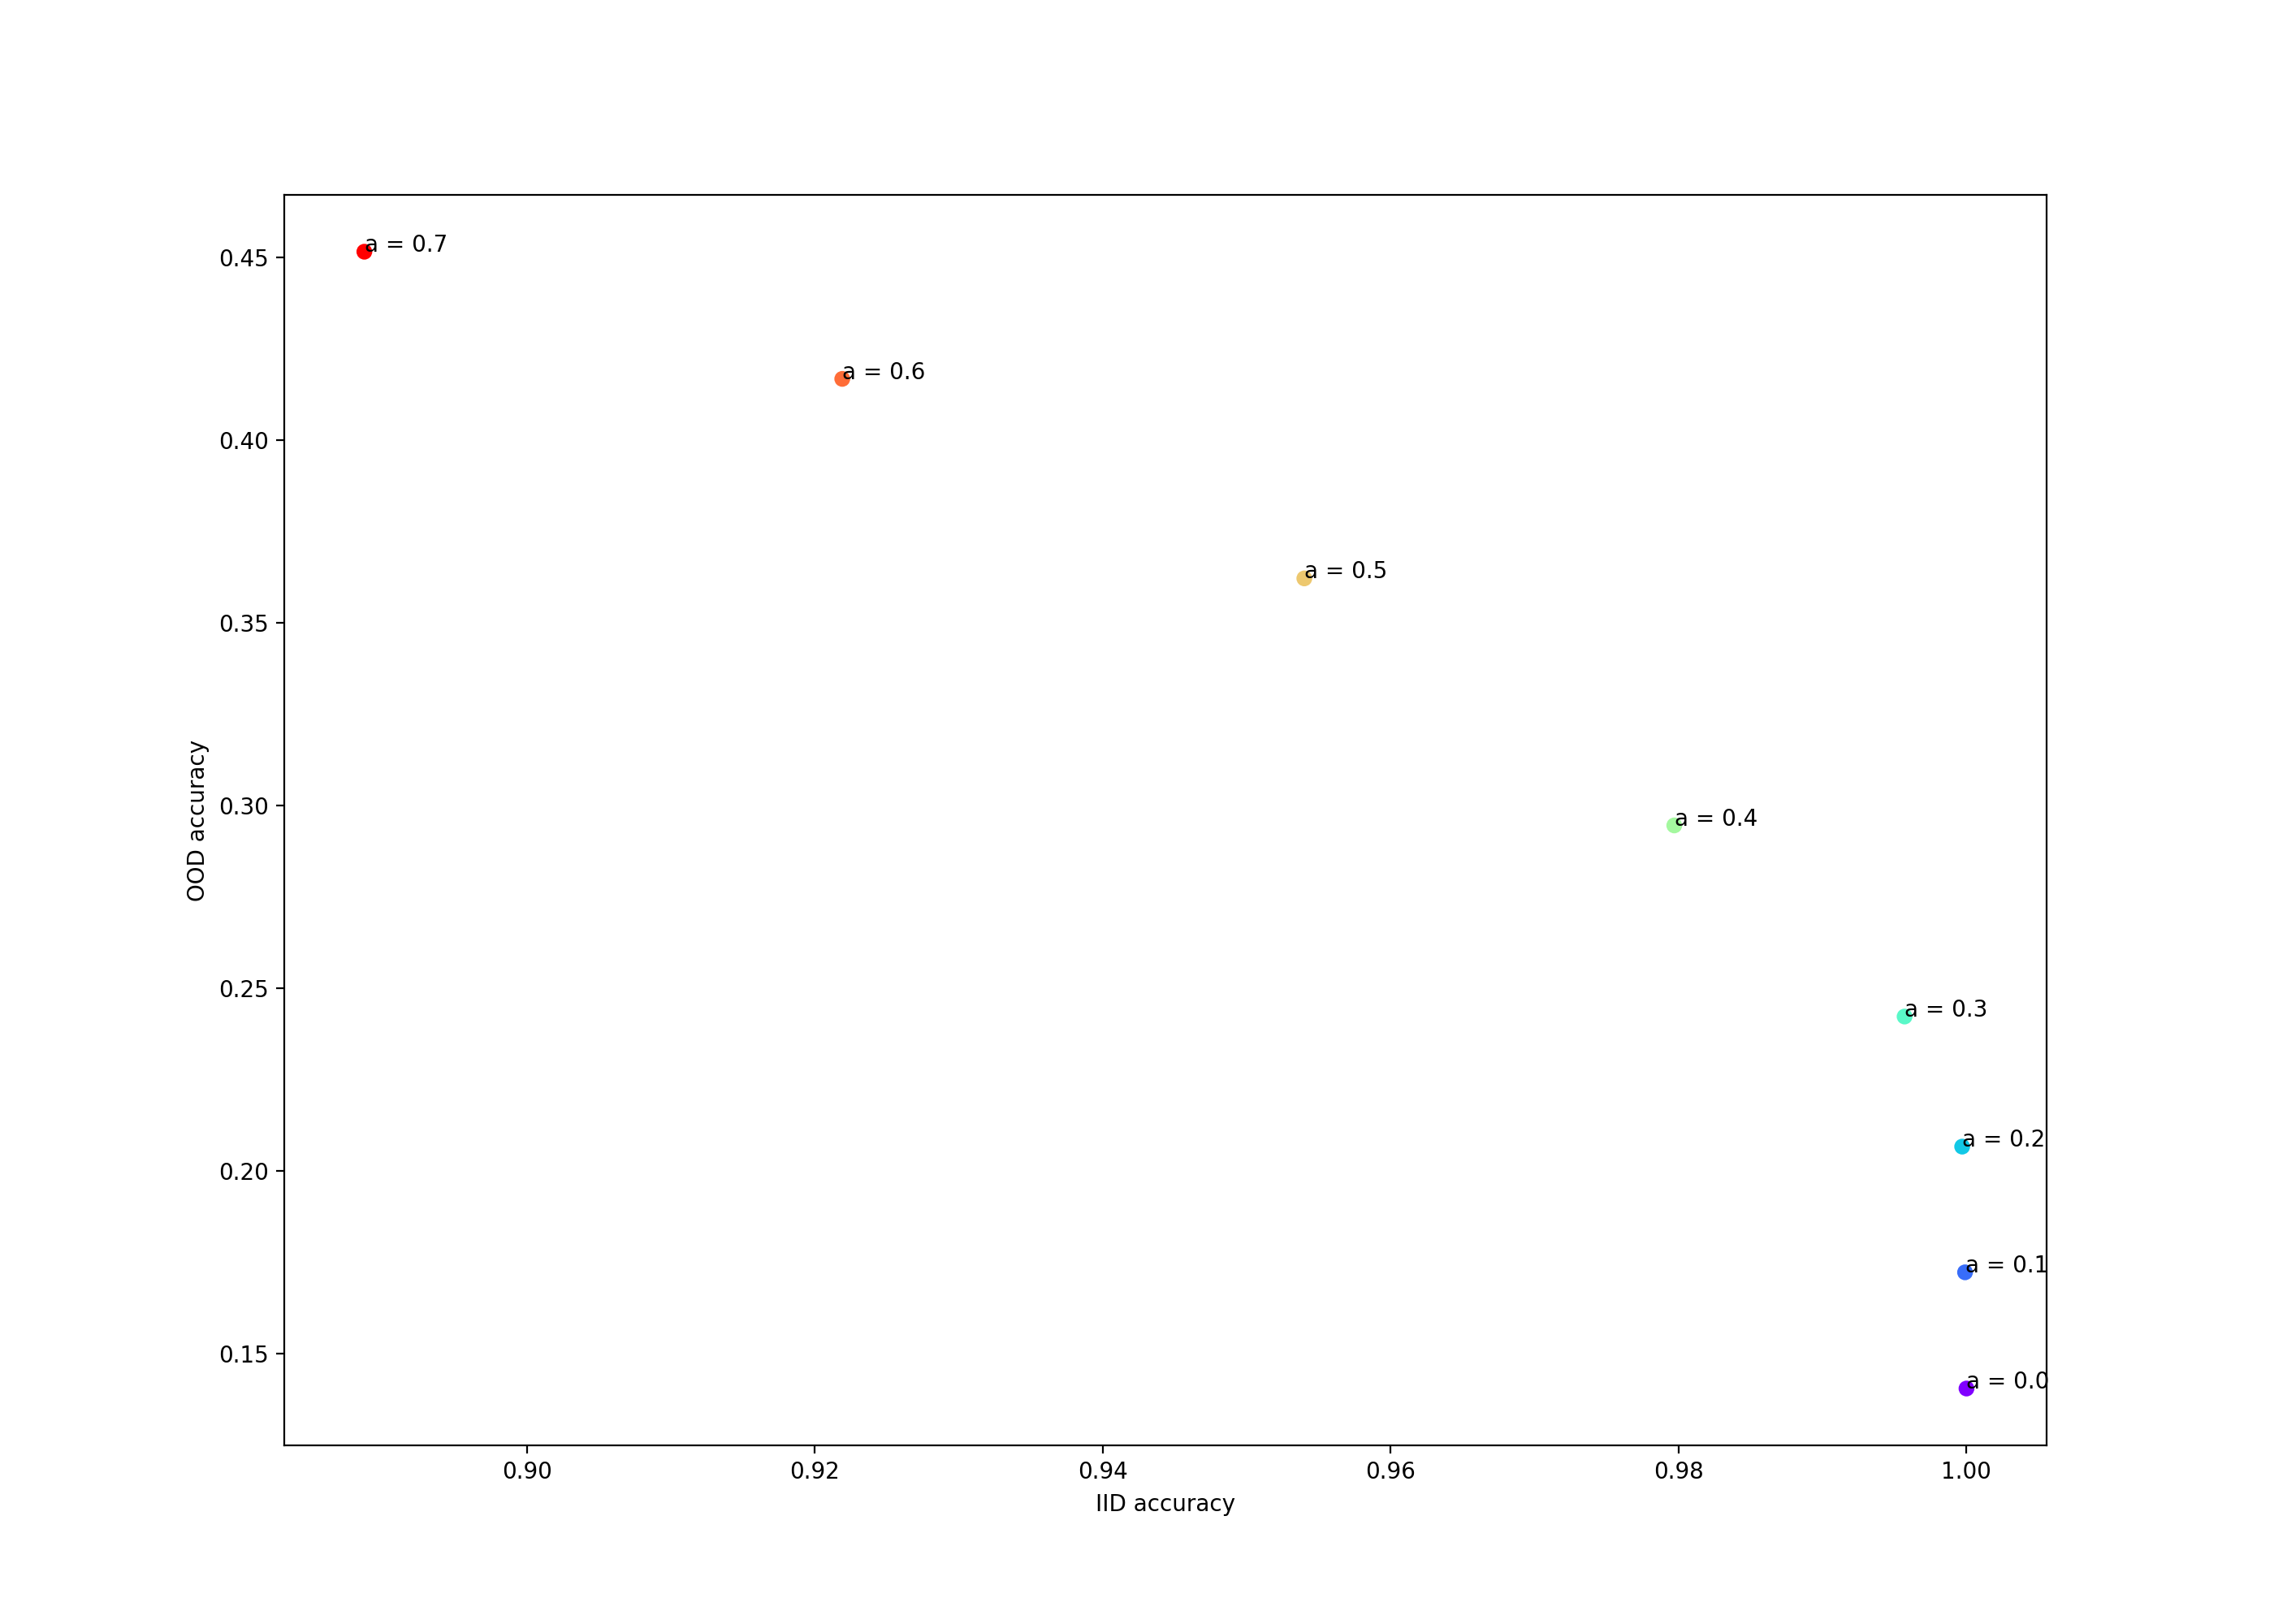 a = 0.7
0.45
a = 0.6
0.40
a = 0.5
0.35
a = 0.4
0.30
OOD accuracy
a = 0.3
0.25
a = 0.2
0.20
a = 0.1
0.15
a = 0.0
0.90 0.92 0.94 0.96 0.98 1.00
IID accuracy